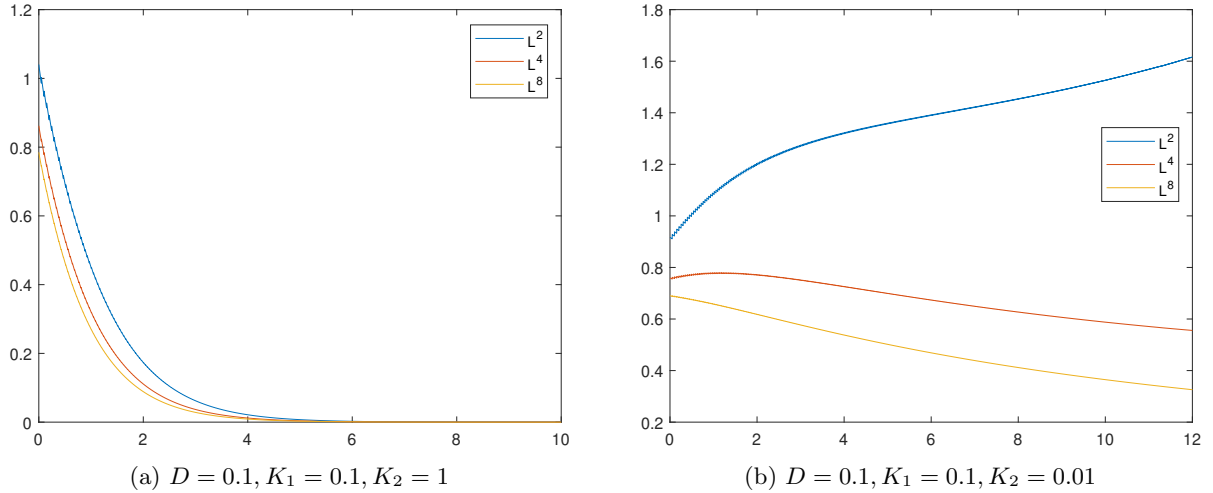 1.2
1
0.8
0.6
0.4
0.2
0
0 2 4 6 8 10
L²
L⁴
L⁸
(a) D = 0.1, K₁ = 0.1, K₂ = 1
1.8
1.6
1.4
1.2
1
0.8
0.6
0.4
0.2
0 2 4 6 8 10 12
L²
L⁴
L⁸
(b) D = 0.1, K₁ = 0.1, K₂ = 0.01